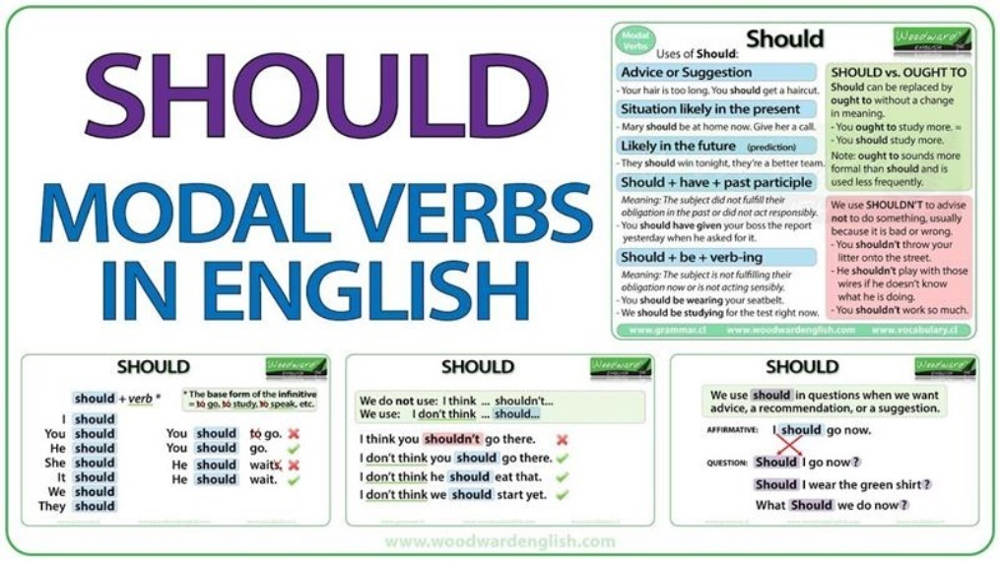 SHOULD
MODAL VERBS
IN ENGLISH
Modal
Verbs
Should
Woodward
ENGLISH
Uses of Should:
Advice or Suggestion
- Your hair is too long. You should get a haircut.
Situation likely in the present
- Mary should be at home now. Give her a call.
Likely in the future (prediction)
- They should win tonight, they're a better team.
Should + have + past participle
Meaning: The subject did not fulfill their
obligation in the past or did not act responsibly.
- You should have given your boss the report
yesterday when he asked for it.
Should + be + verb-ing
Meaning: The subject is not fulfilling their
obligation now or is not acting sensibly.
- You should be wearing your seatbelt.
- We should be studying for the test right now.
SHOULD vs. OUGHT TO
Should can be replaced by
ought to without a change
in meaning.
- You ought to study more. =
- You should study more.
Note: ought to sounds more
formal than should and is
used less frequently.
We use SHOULDN'T to advise
not to do something, usually
because it is bad or wrong.
- You shouldn't throw your
litter onto the street.
- He shouldn't play with those
wires if he doesn't know
what he is doing.
- You shouldn't work so much.
www.grammar.cl www.woodwardenglish.com www.vocabulary.cl
SHOULD
Woodward
ENGLISH
should + verb *
* The base form of the infinitive
= to go, to study, to speak, etc.
I should
You should
He should
She should
It should
We should
They should
You should to go.
You should go.
He should waits.
He should wait.
SHOULD
Woodward
ENGLISH
We do not use: I think ... shouldn't...
We use: I don't think ... should...
I think you shouldn't go there.
I don't think you should go there.
I don't think he should eat that.
I don't think we should start yet.
SHOULD
Woodward
ENGLISH
We use should in questions when we want
advice, a recommendation, or a suggestion.
AFFIRMATIVE: I should go now.
QUESTION: Should I go now?
Should I wear the green shirt?
What Should we do now?
www.woodwardenglish.com